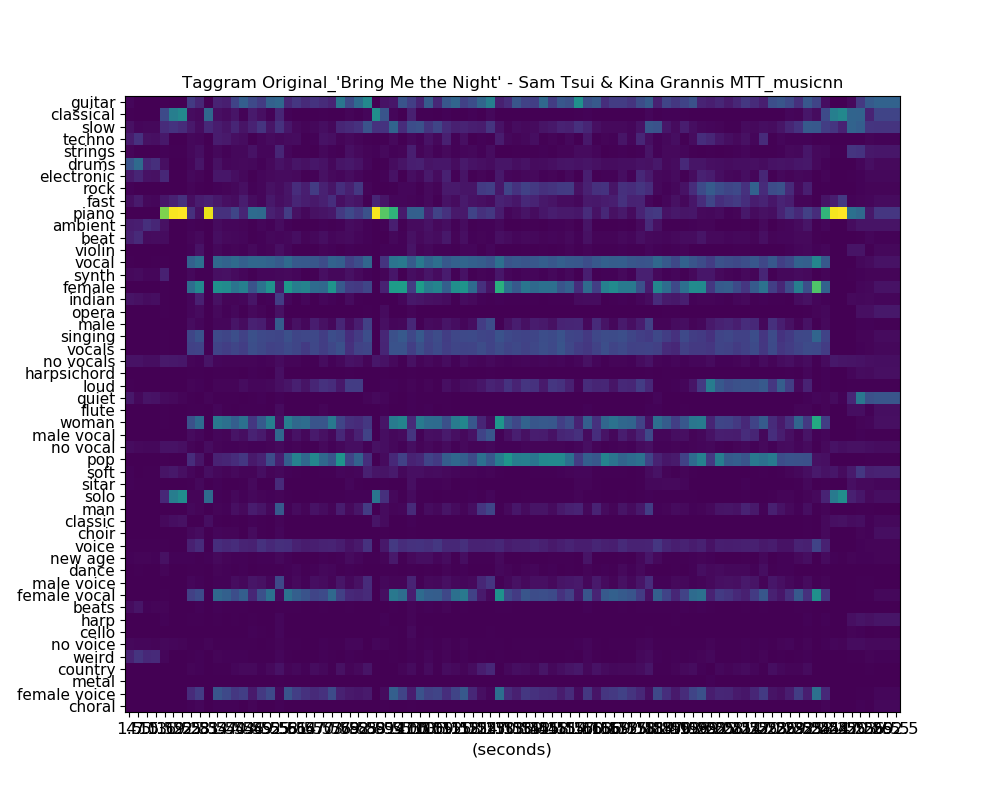 Taggram Original_'Bring Me the Night' - Sam Tsui & Kina Grannis MTT_musicnn
guitar
classical
slow
techno
strings
drums
electronic
rock
fast
piano
ambient
beat
violin
vocal
synth
female
indian
opera
male
singing
vocals
no vocals
harpsichord
loud
quiet
flute
woman
male vocal
no vocal
pop
soft
sitar
solo
man
classic
choir
voice
new age
dance
male voice
female vocal
beats
harp
cello
no voice
weird
country
metal
female voice
choral
(seconds)